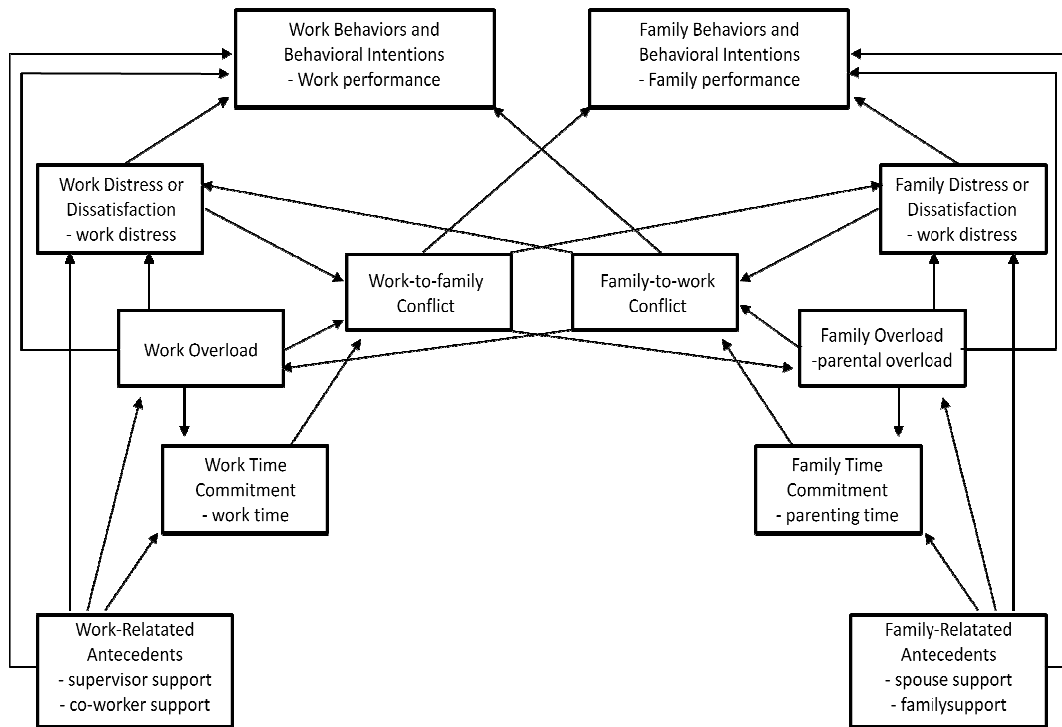 Work Behaviors and
Behavioral Intentions
- Work performance
Family Behaviors and
Behavioral Intentions
- Family performance
Work Distress or
Dissatisfaction
- work distress
Family Distress or
Dissatisfaction
- work distress
Work-to-family
Conflict
Family-to-work
Conflict
Work Overload
Family Overload
-parental overload
Work Time
Commitment
- work time
Family Time
Commitment
- parenting time
Work-Relatated
Antecedents
- supervisor support
- co-worker support
Family-Relatated
Antecedents
- spouse support
- familysupport